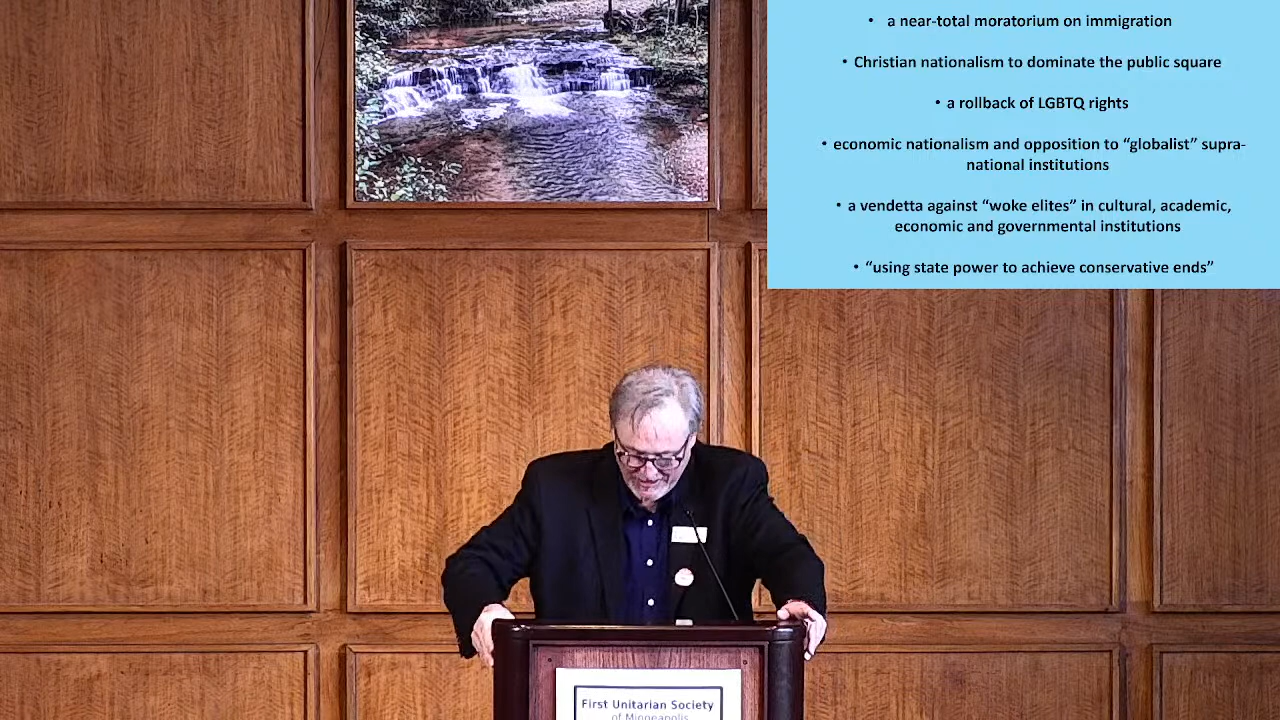 • a near-total moratorium on immigration
• Christian nationalism to dominate the public square
• a rollback of LGBTQ rights
• economic nationalism and opposition to “globalist” supra-
national institutions
• a vendetta against “woke elites” in cultural, academic,
economic and governmental institutions
• “using state power to achieve conservative ends”
First Unitarian Society
of Minneapolis